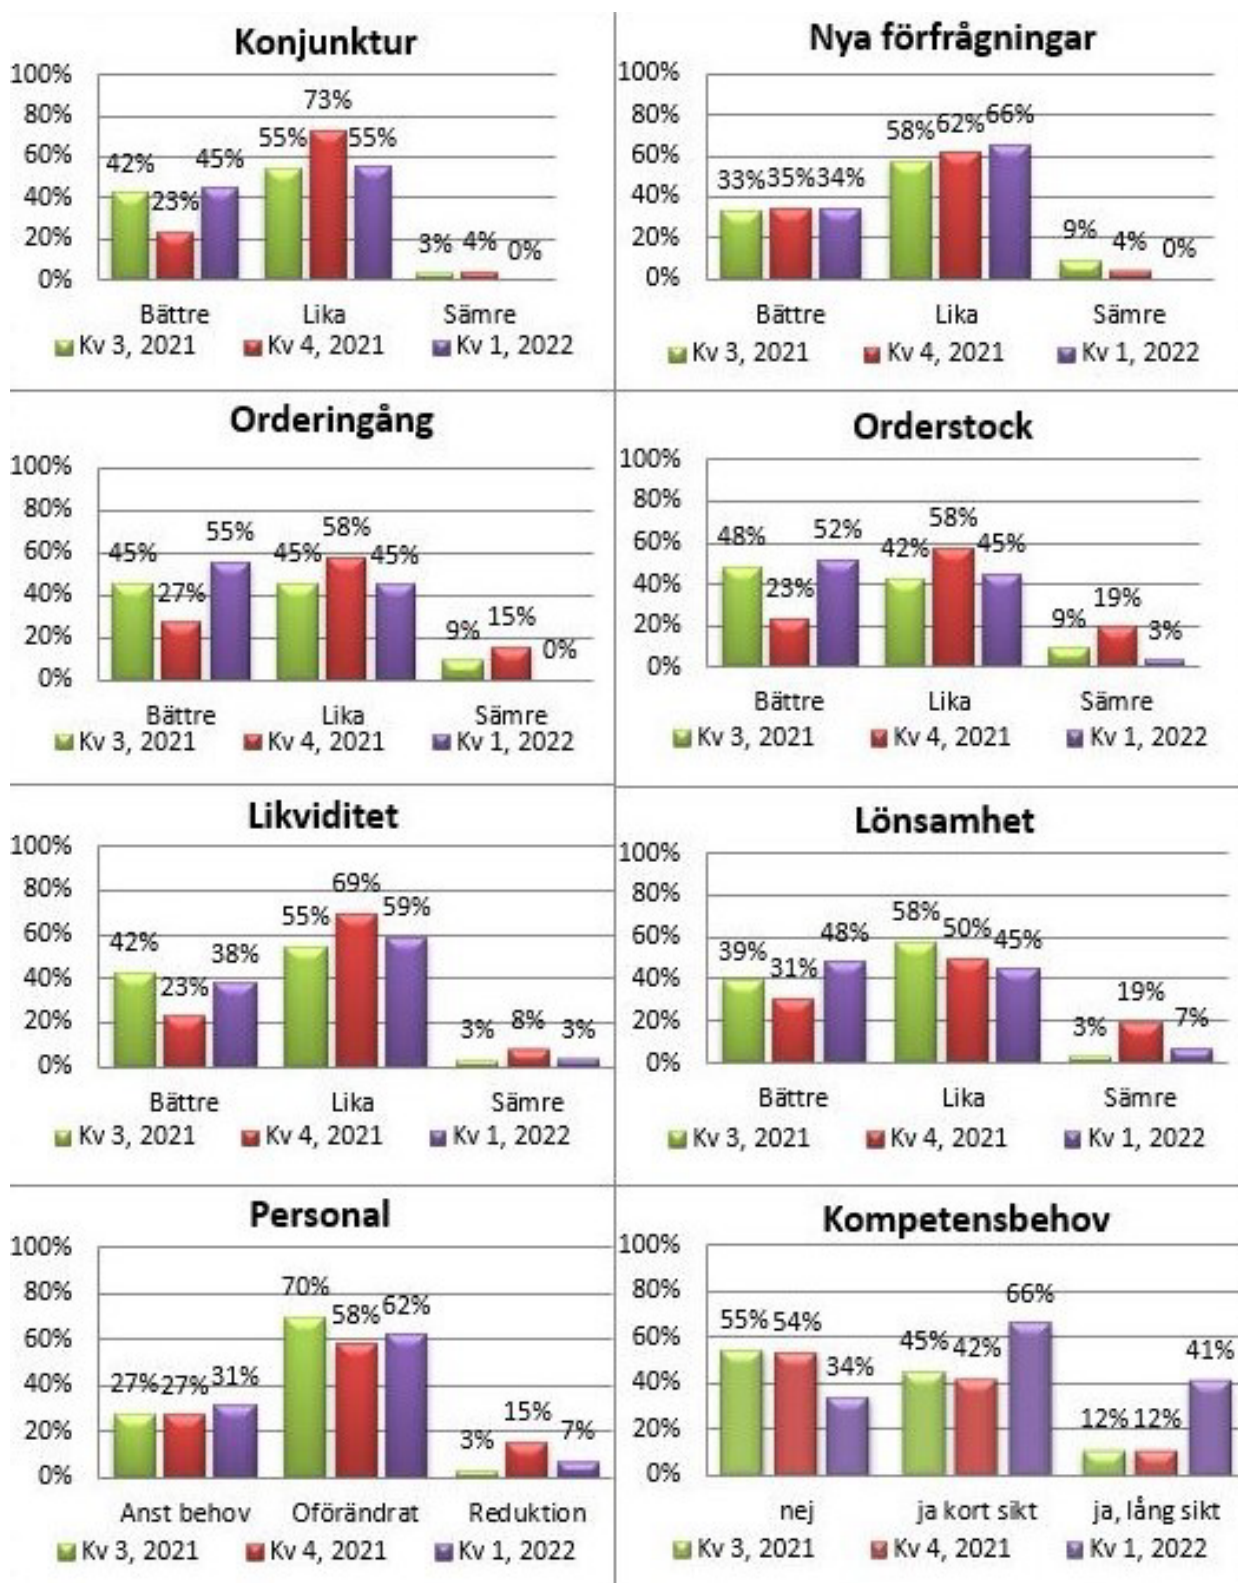 Konjunktur
100%
80%
60%
40%
20%
0%
42% 23% 45% 55% 73% 55% 3% 4% 0%
Bättre Lika Sämre
Kv 3, 2021 Kv 4, 2021 Kv 1, 2022
Nya förfrågningar
100%
80%
60%
40%
20%
0%
33% 35% 34% 58% 62% 66% 9% 4% 0%
Bättre Lika Sämre
Kv 3, 2021 Kv 4, 2021 Kv 1, 2022
Orderingång
100%
80%
60%
40%
20%
0%
45% 27% 55% 45% 58% 45% 9% 15% 0%
Bättre Lika Sämre
Kv 3, 2021 Kv 4, 2021 Kv 1, 2022
Orderstock
100%
80%
60%
40%
20%
0%
48% 23% 52% 42% 58% 45% 9% 19% 3%
Bättre Lika Sämre
Kv 3, 2021 Kv 4, 2021 Kv 1, 2022
Likviditet
100%
80%
60%
40%
20%
0%
42% 23% 38% 55% 69% 59% 3% 8% 3%
Bättre Lika Sämre
Kv 3, 2021 Kv 4, 2021 Kv 1, 2022
Lönsamhet
100%
80%
60%
40%
20%
0%
39% 31% 48% 58% 50% 45% 3% 19% 7%
Bättre Lika Sämre
Kv 3, 2021 Kv 4, 2021 Kv 1, 2022
Personal
100%
80%
60%
40%
20%
0%
27% 27% 31% 70% 58% 62% 3% 15% 7%
Anst behov Oförändrat Reduktion
Kv 3, 2021 Kv 4, 2021 Kv 1, 2022
Kompetensbehov
100%
80%
60%
40%
20%
0%
55% 54% 34% 45% 42% 66% 12% 12% 41%
nej ja kort sikt ja, lång sikt
Kv 3, 2021 Kv 4, 2021 Kv 1, 2022